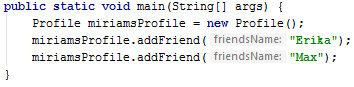 public static void main(String[] args) {
Profile miriamsProfile = new Profile();
miriamsProfile.addFriend( friendsName: "Erika");
miriamsProfile.addFriend( friendsName: "Max");
}